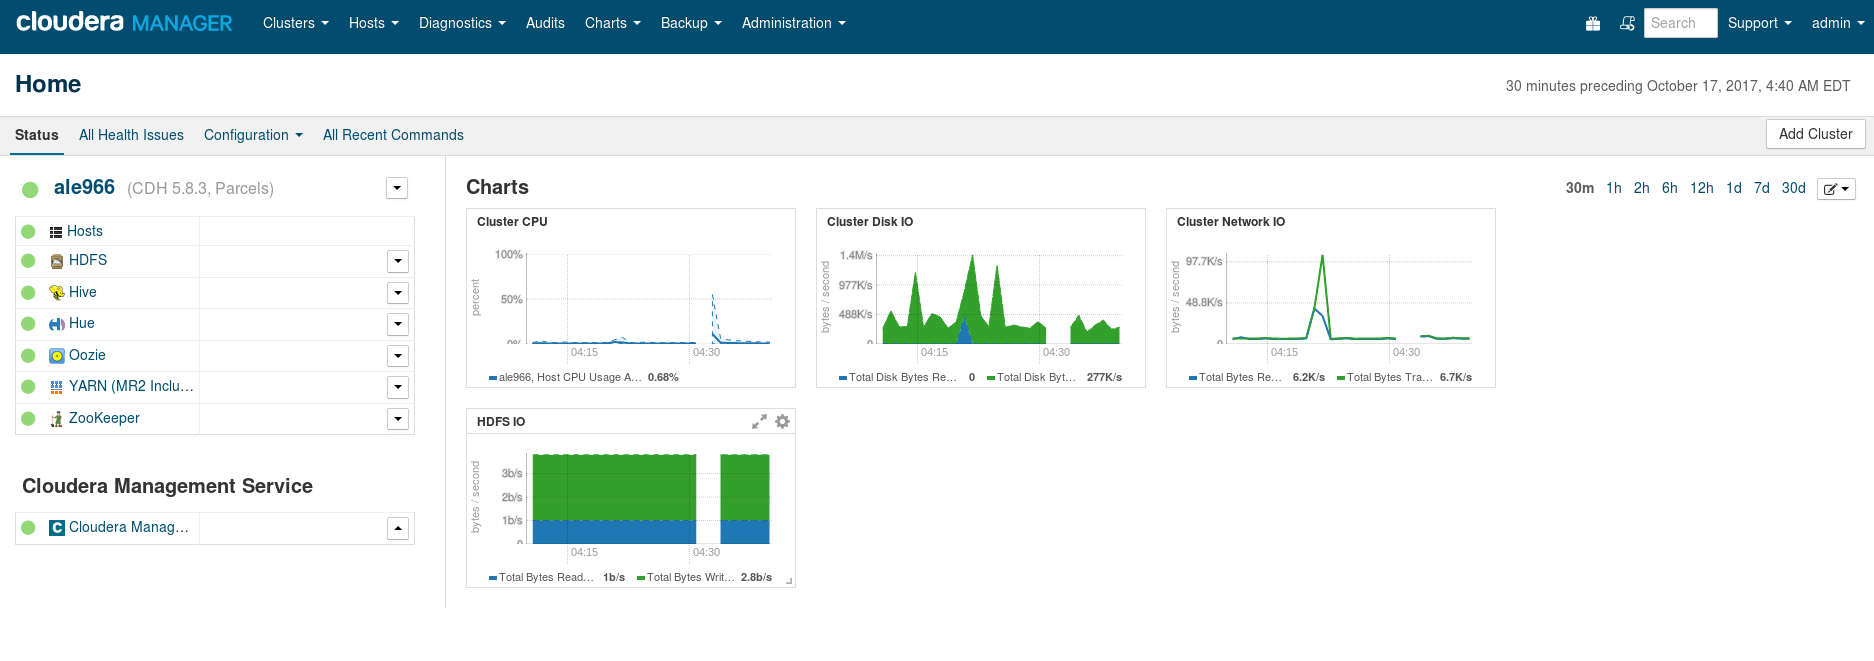 cloudera MANAGER Clusters Hosts Diagnostics Audits Charts Backup Administration Search Support admin
Home
30 minutes preceding October 17, 2017, 4:40 AM EDT
Status All Health Issues Configuration All Recent Commands Add Cluster
ale966 (CDH 5.8.3, Parcels)
Hosts
HDFS
Hive
Hue
Oozie
YARN (MR2 Inclu...
ZooKeeper
Cloudera Management Service
C Cloudera Manag...
Charts
30m 1h 2h 6h 12h 1d 7d 30d
Cluster CPU
percent
100%
50%
0%
04:15 04:30
ale966, Host CPU Usage A... 0.68%
Cluster Disk IO
bytes / second
1.4M/s
977K/s
488K/s
0
04:15 04:30
Total Disk Bytes Re... 0 Total Disk Byt... 277K/s
Cluster Network IO
bytes / second
97.7K/s
48.8K/s
0
04:15 04:30
Total Bytes Re... 6.2K/s Total Bytes Tra... 6.7K/s
HDFS IO
bytes / second
3b/s
2b/s
1b/s
0
04:15 04:30
Total Bytes Read... 1b/s Total Bytes Writ... 2.8b/s